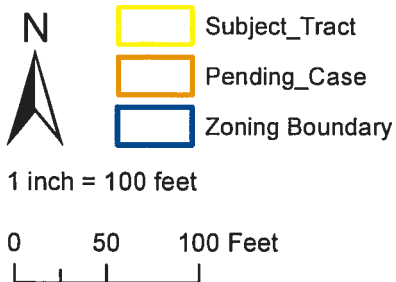 N
Subject_Tract
Pending_Case
Zoning Boundary
1 inch = 100 feet
0 50 100 Feet